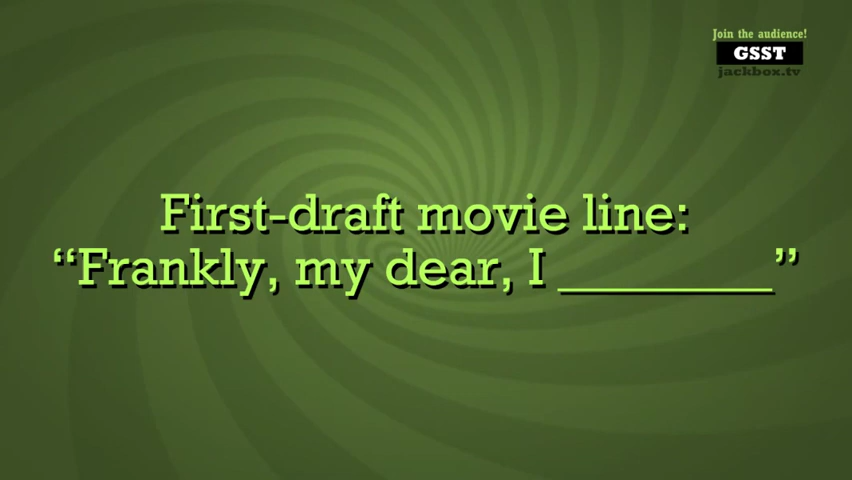 Join the audience!
GSST
jackbox.tv
First-draft movie line:
“Frankly, my dear, I ________”